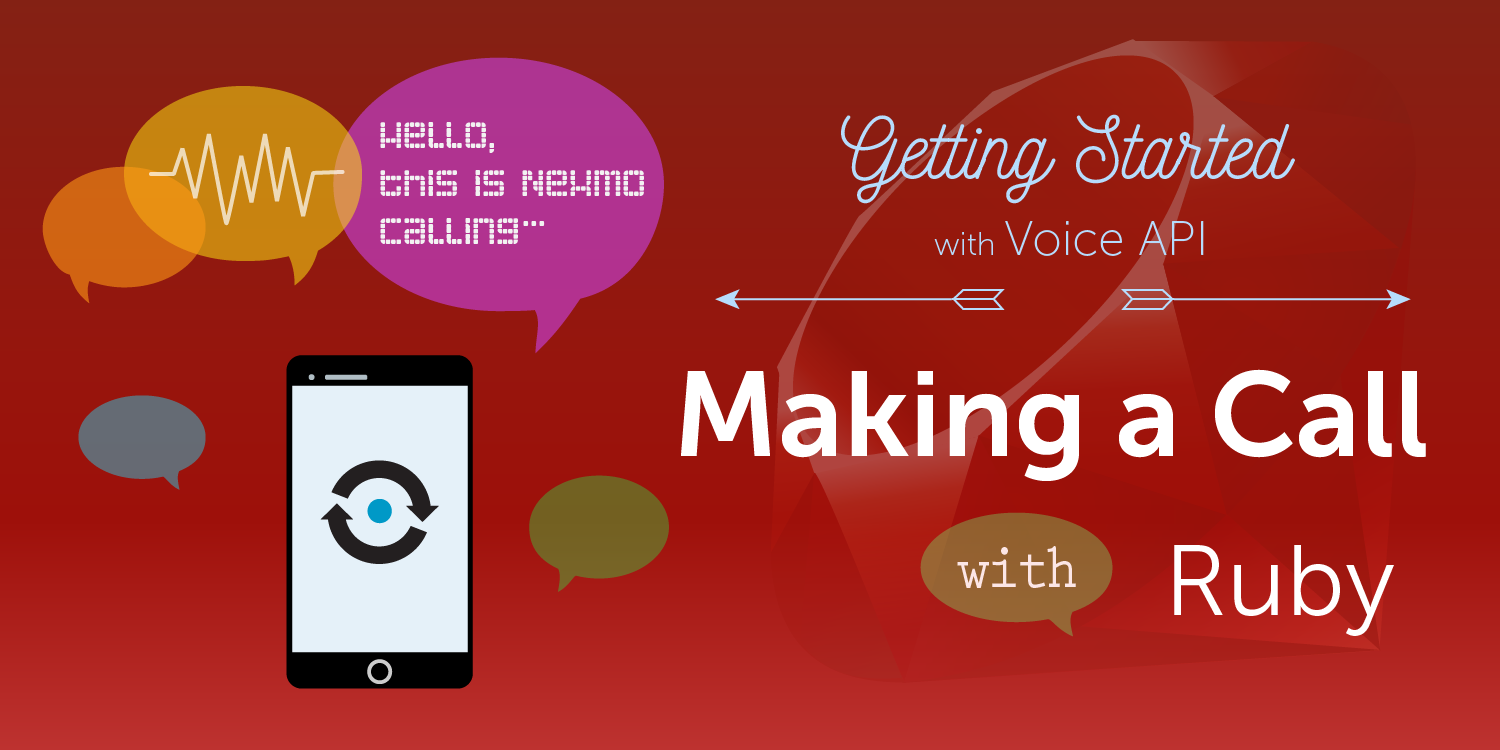 Hello,
this is Nexmo
calling...
Getting Started
with Voice API
Making a Call
with Ruby